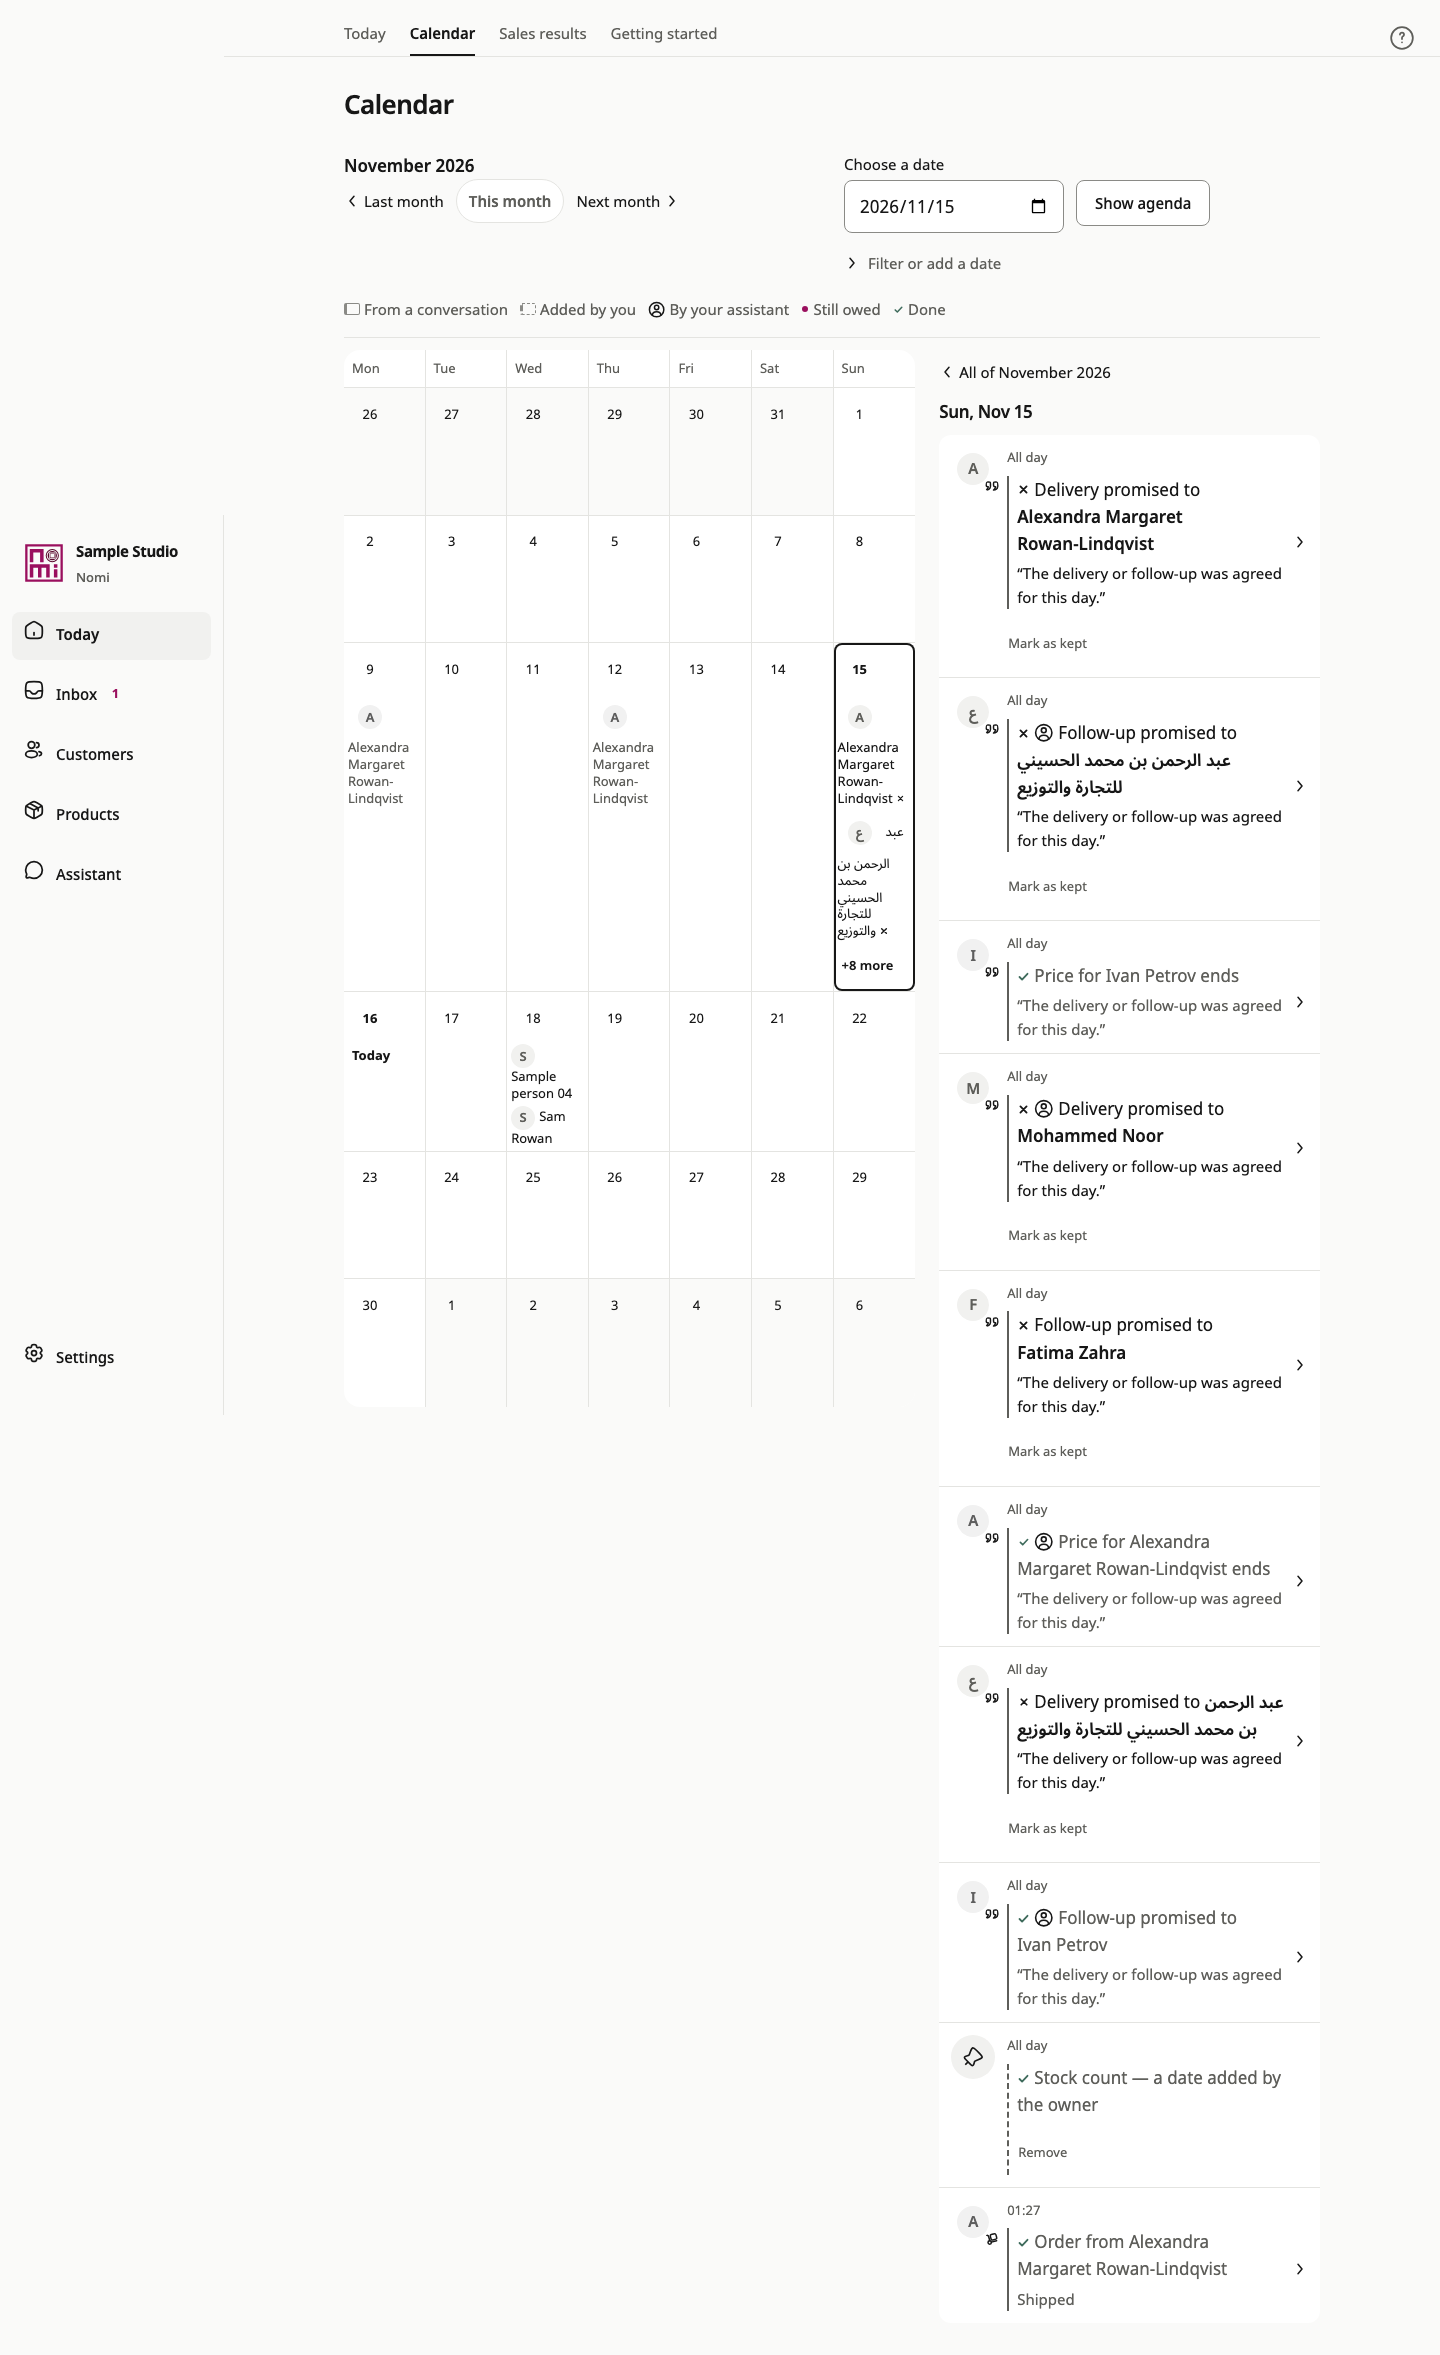 Today Calendar Sales results Getting started
Calendar
November 2026
Last month This month Next month
Choose a date
2026/11/15 Show agenda
Filter or add a date
From a conversation Added by you By your assistant Still owed Done
Sample Studio
Nomi
Today
Inbox 1
Customers
Products
Assistant
Settings
Mon Tue Wed Thu Fri Sat Sun
26 27 28 29 30 31 1
2 3 4 5 6 7 8
9 10 11 12 13 14 15
A
Alexandra
Margaret
Rowan-
Lindqvist
A
Alexandra
Margaret
Rowan-
Lindqvist
A
Alexandra
Margaret
Rowan-
Lindqvist ×
ع عبد
الرحمن بن
محمد
الحسيني
للتجارة
والتوزيع ×
+8 more
16 17 18 19 20 21 22
Today
S
Sample
person 04
S Sam
Rowan
23 24 25 26 27 28 29
30 1 2 3 4 5 6
All of November 2026
Sun, Nov 15
A All day
× Delivery promised to
Alexandra Margaret
Rowan-Lindqvist
“The delivery or follow-up was agreed
for this day.”
Mark as kept
ع All day
× Follow-up promised to
عبد الرحمن بن محمد الحسيني
للتجارة والتوزيع
“The delivery or follow-up was agreed
for this day.”
Mark as kept
I All day
✓ Price for Ivan Petrov ends
“The delivery or follow-up was agreed
for this day.”
M All day
× Delivery promised to
Mohammed Noor
“The delivery or follow-up was agreed
for this day.”
Mark as kept
F All day
× Follow-up promised to
Fatima Zahra
“The delivery or follow-up was agreed
for this day.”
Mark as kept
A All day
✓ Price for Alexandra
Margaret Rowan-Lindqvist ends
“The delivery or follow-up was agreed
for this day.”
ع All day
× Delivery promised to عبد الرحمن
بن محمد الحسيني للتجارة والتوزيع
“The delivery or follow-up was agreed
for this day.”
Mark as kept
I All day
✓ Follow-up promised to
Ivan Petrov
“The delivery or follow-up was agreed
for this day.”
All day
✓ Stock count — a date added by
the owner
Remove
A 01:27
✓ Order from Alexandra
Margaret Rowan-Lindqvist
Shipped